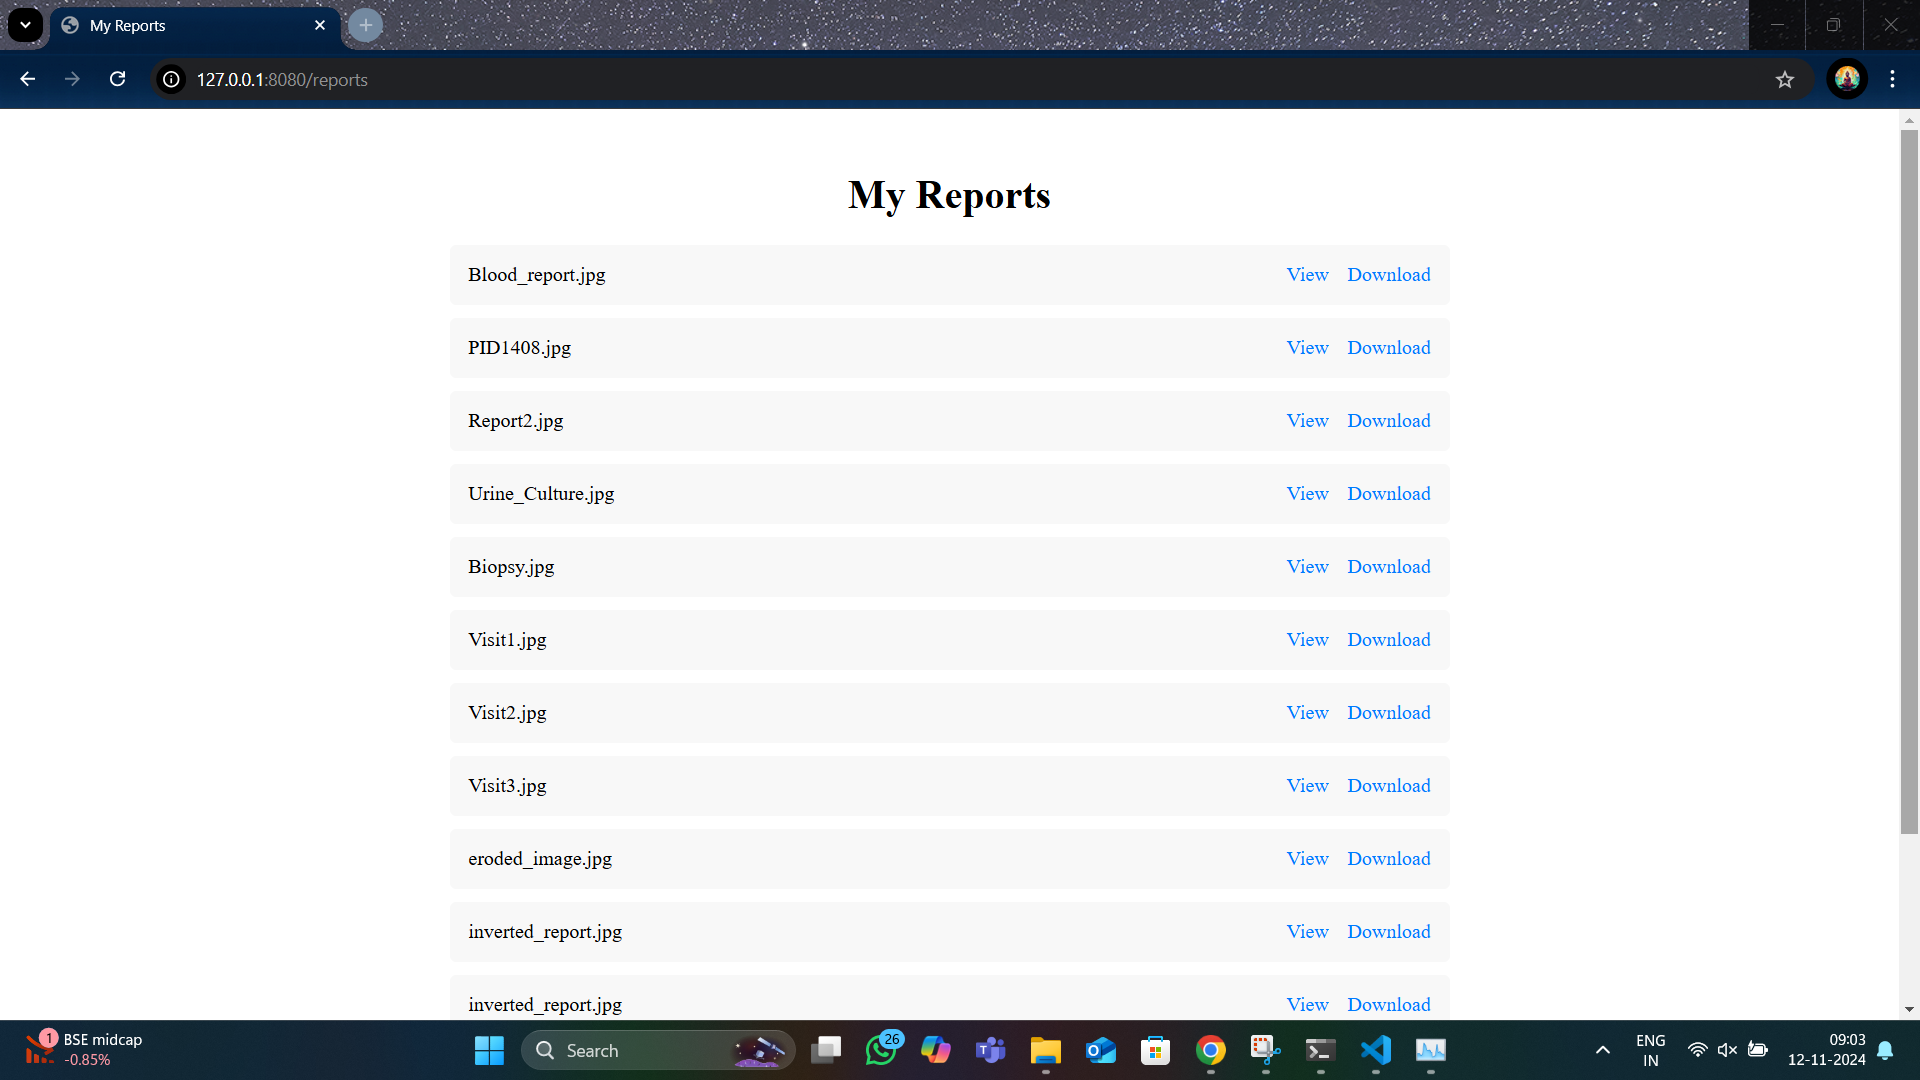 My Reports
127.0.0.1:8080/reports
My Reports
Blood_report.jpg View Download
PID1408.jpg View Download
Report2.jpg View Download
Urine_Culture.jpg View Download
Biopsy.jpg View Download
Visit1.jpg View Download
Visit2.jpg View Download
Visit3.jpg View Download
eroded_image.jpg View Download
inverted_report.jpg View Download
inverted_report.jpg View Download
1 BSE midcap
-0.85%
Search
26
ENG
IN
09:03
12-11-2024